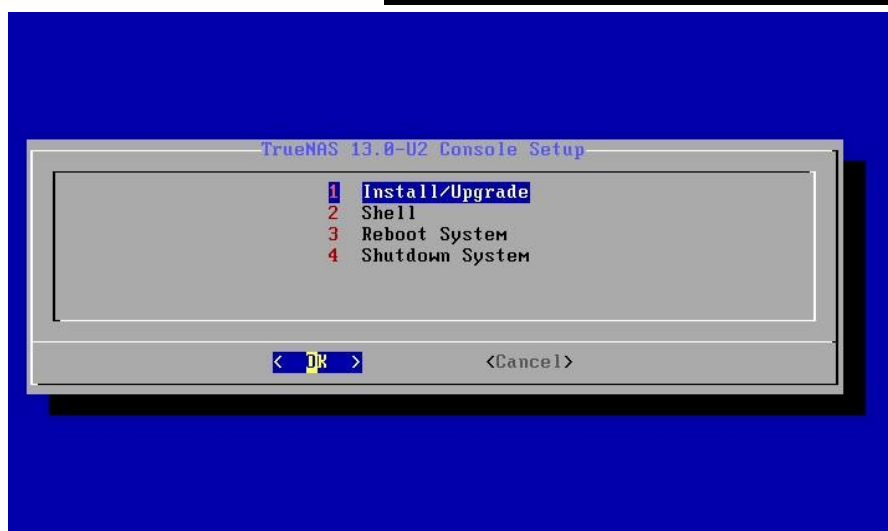 TrueNAS 13.0-U2 Console Setup
1 Install/Upgrade
2 Shell
3 Reboot System
4 Shutdown System
< OK > <Cancel>